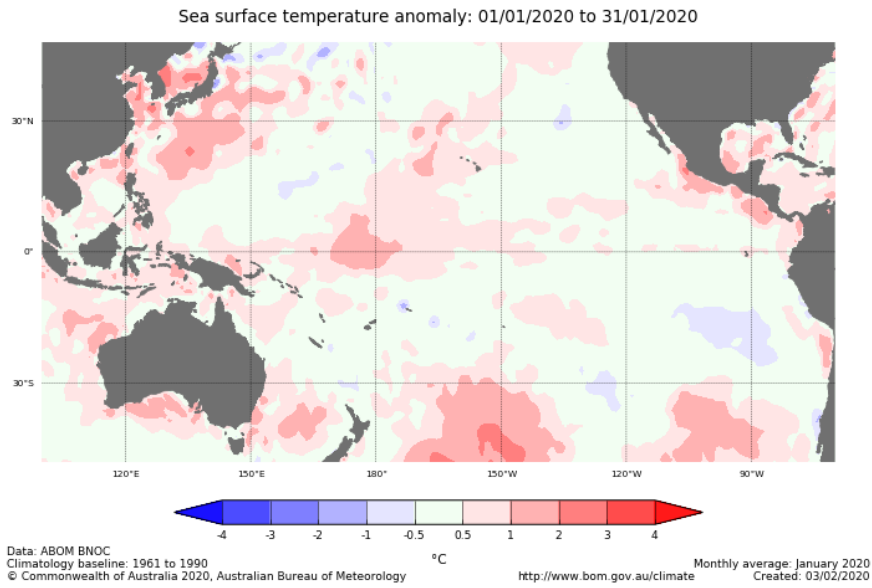 Sea surface temperature anomaly: 01/01/2020 to 31/01/2020
30°N
0°
30°S
120°E 150°E 180° 150°W 120°W 90°W
-4 -3 -2 -1 -0.5 0.5 1 2 3 4
°C
Data: ABOM BNOC
Climatology baseline: 1961 to 1990
© Commonwealth of Australia 2020, Australian Bureau of Meteorology
http://www.bom.gov.au/climate
Monthly average: January 2020
Created: 03/02/2020